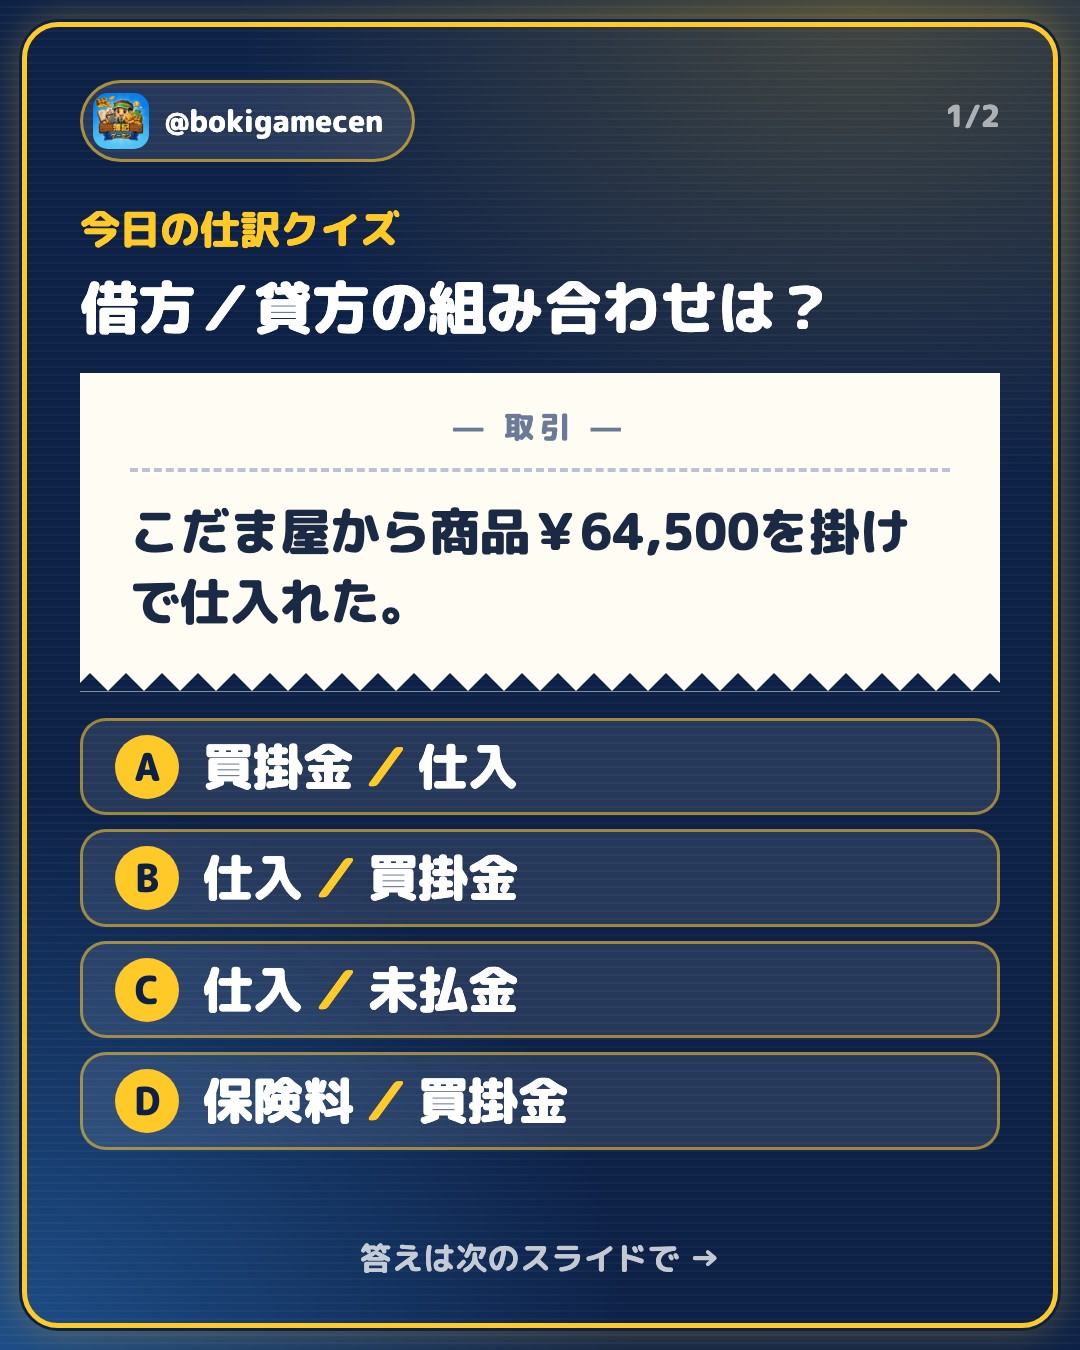 @bokigamecen
1/2
今日の仕訳クイズ
借方／貸方の組み合わせは？
— 取引 —
こだま屋から商品￥64,500を掛け
で仕入れた。
A 買掛金 ／ 仕入
B 仕入 ／ 買掛金
C 仕入 ／ 未払金
D 保険料 ／ 買掛金
答えは次のスライドで →